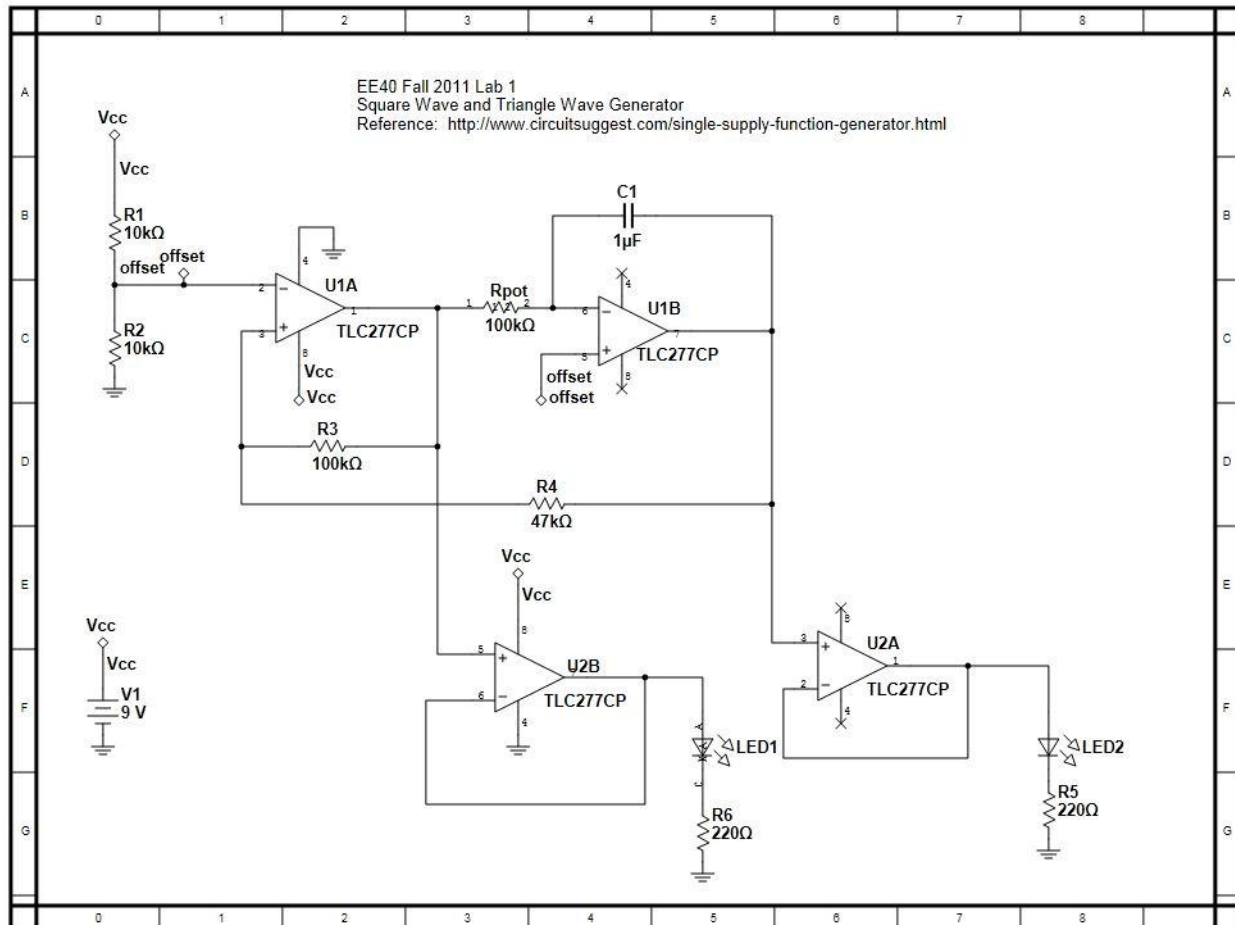 0 1 2 3 4 5 6 7 8
A A
EE40 Fall 2011 Lab 1
Square Wave and Triangle Wave Generator
Reference: http://www.circuitsuggest.com/single-supply-function-generator.html
Vcc
Vcc
B B
R1
10kΩ
offset
offset
C1
1µF
4
2
U1A
1
TLC277CP
3
8
Vcc
Vcc
1 Rpot 2
100kΩ
4
6
U1B
7
TLC277CP
5
8
offset
offset
C C
R2
10kΩ
R3
100kΩ
D D
R4
47kΩ
Vcc
Vcc
E E
8
5
U2B
7
TLC277CP
6
4
8
3
U2A
1
TLC277CP
2
4
Vcc
Vcc
V1
9 V
F F
A
LED1
C
LED2
R6
220Ω
R5
220Ω
G G
0 1 2 3 4 5 6 7 8